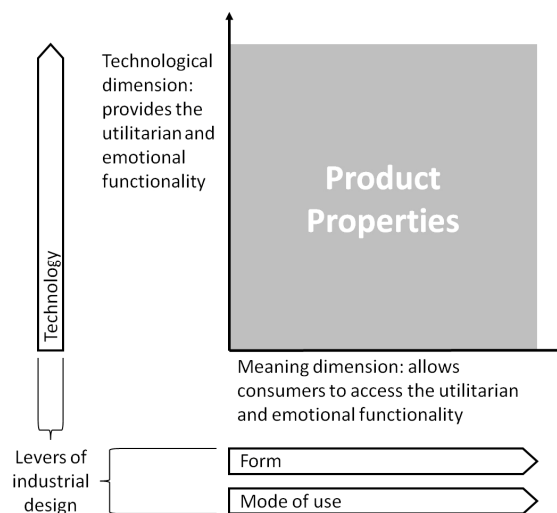 Technological
dimension:
provides the
utilitarian and
emotional
functionality
Technology
Product
Properties
Meaning dimension: allows
consumers to access the utilitarian
and emotional functionality
Levers of
industrial
design
Form
Mode of use